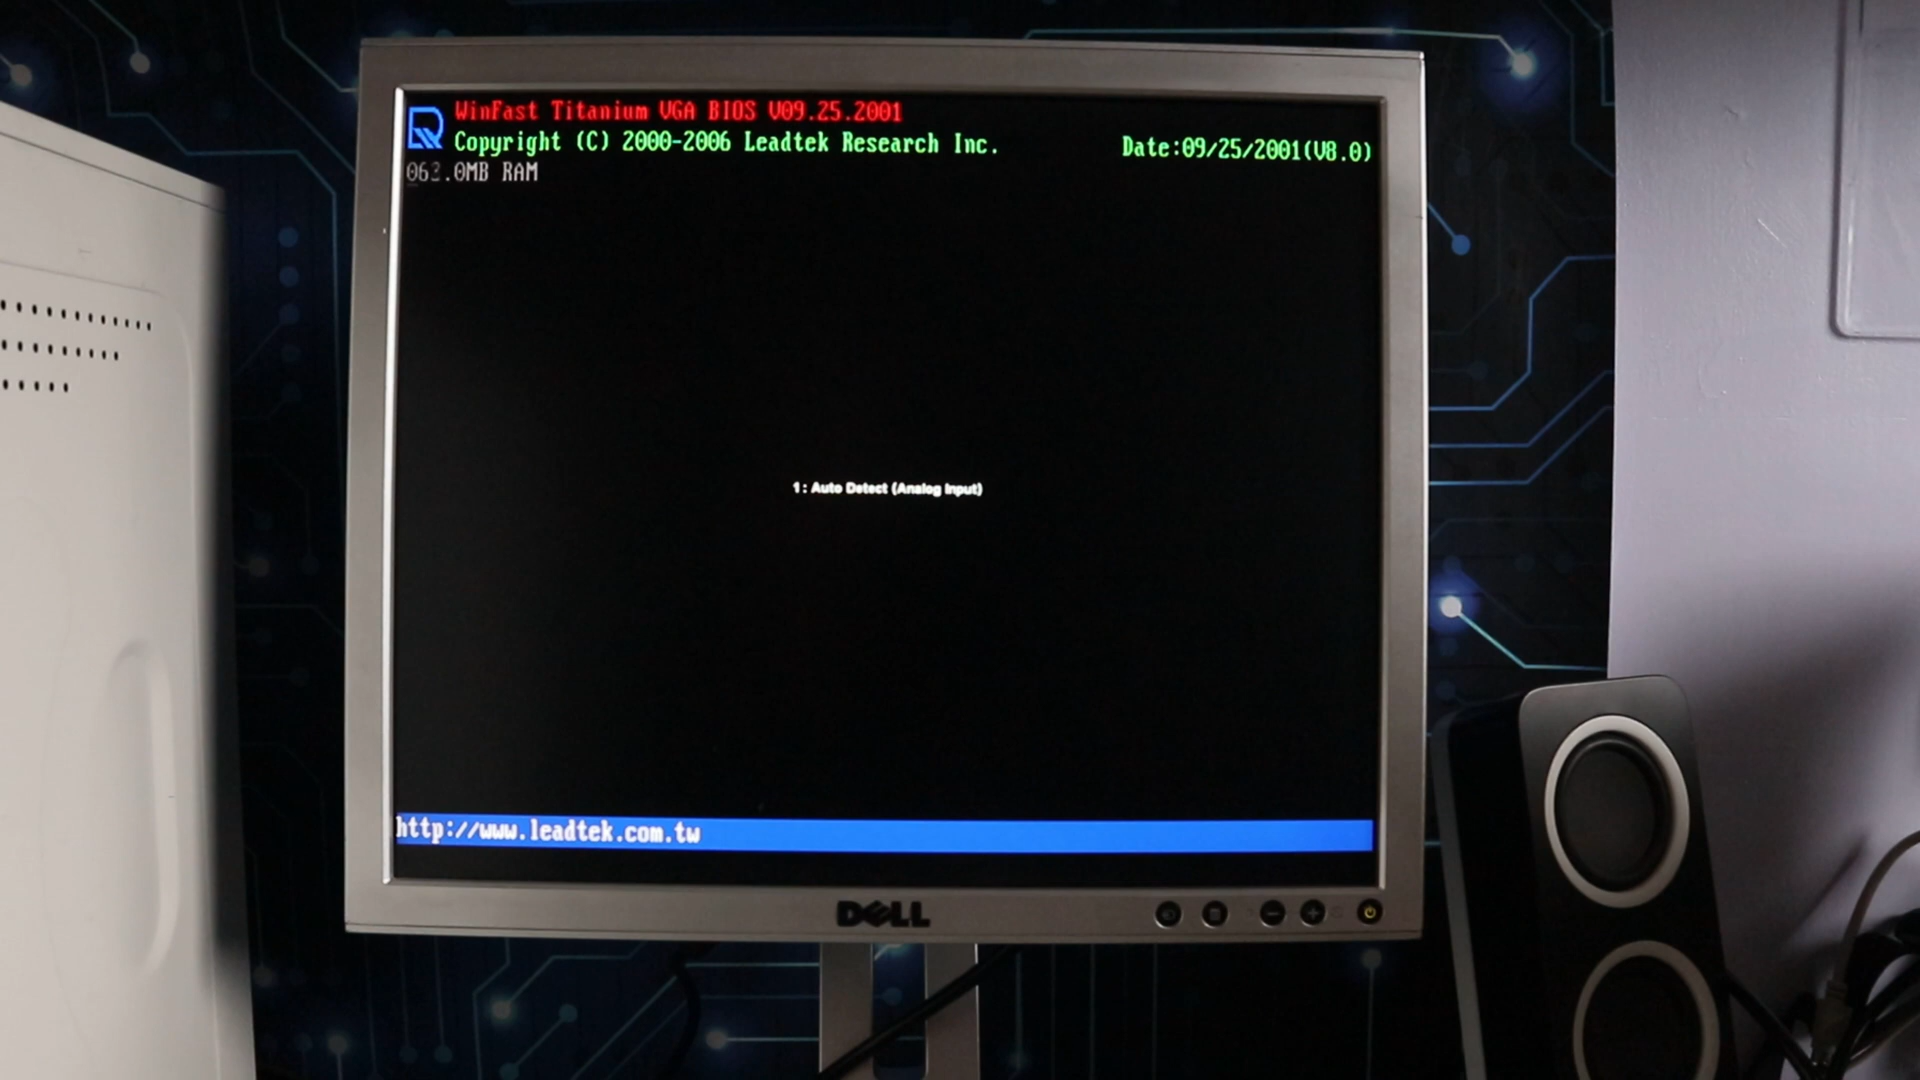 WinFast Titanium VGA BIOS V09.25.2001
Copyright (C) 2000-2006 Leadtek Research Inc.
Date:09/25/2001(V8.0)
.0MB RAM
1: Auto Detect (Analog Input)
http://www.leadtek.com.tw
DELL